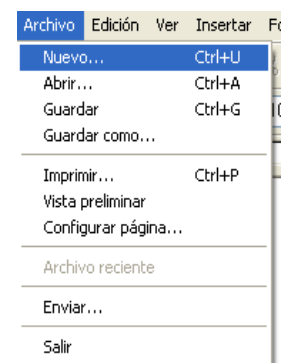 Archivo Edición Ver Insertar
Nuevo... Ctrl+U
Abrir... Ctrl+A
Guardar Ctrl+G
Guardar como...
Imprimir... Ctrl+P
Vista preliminar
Configurar página...
Archivo reciente
Enviar...
Salir